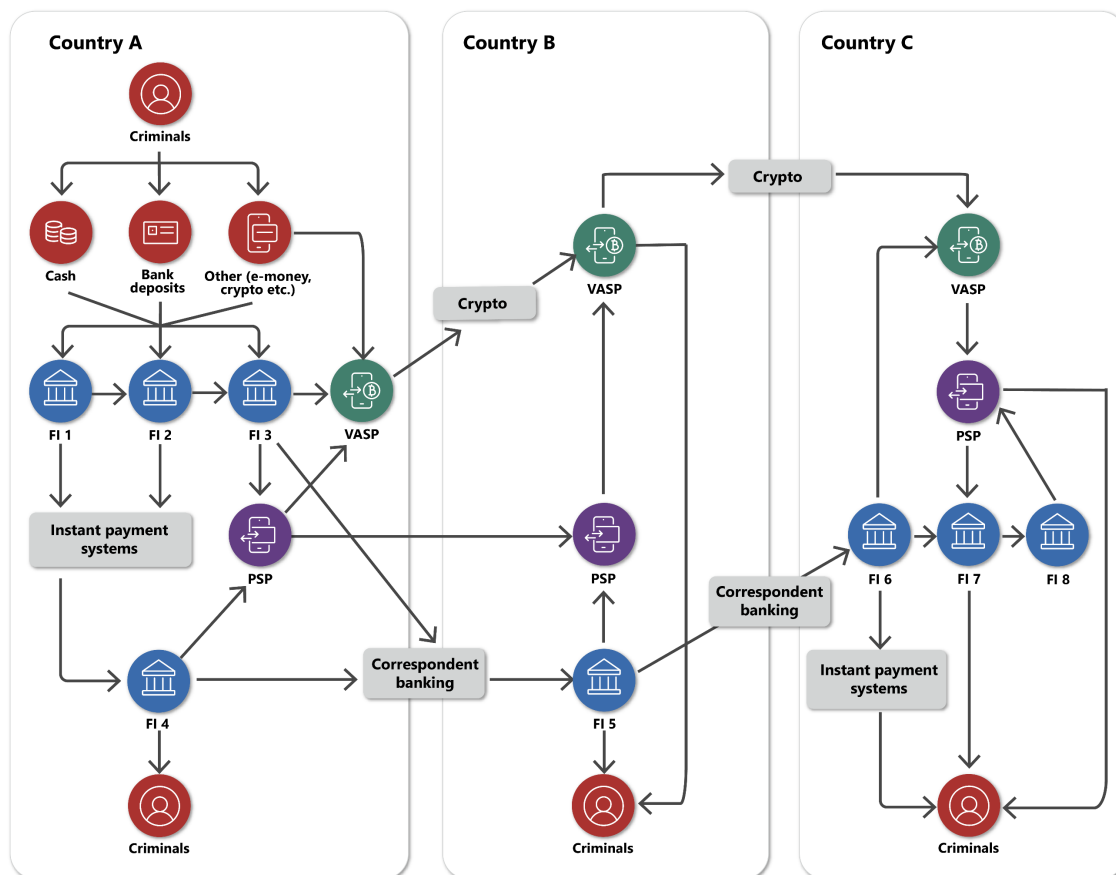 Country A
Criminals
Cash
Bank
deposits
Other (e-money,
crypto etc.)
FI 1
FI 2
FI 3
VASP
Instant payment
systems
PSP
FI 4
Criminals
Crypto
Correspondent
banking
Country B
VASP
PSP
FI 5
Criminals
Crypto
Correspondent
banking
Country C
VASP
PSP
FI 6
FI 7
FI 8
Instant payment
systems
Criminals